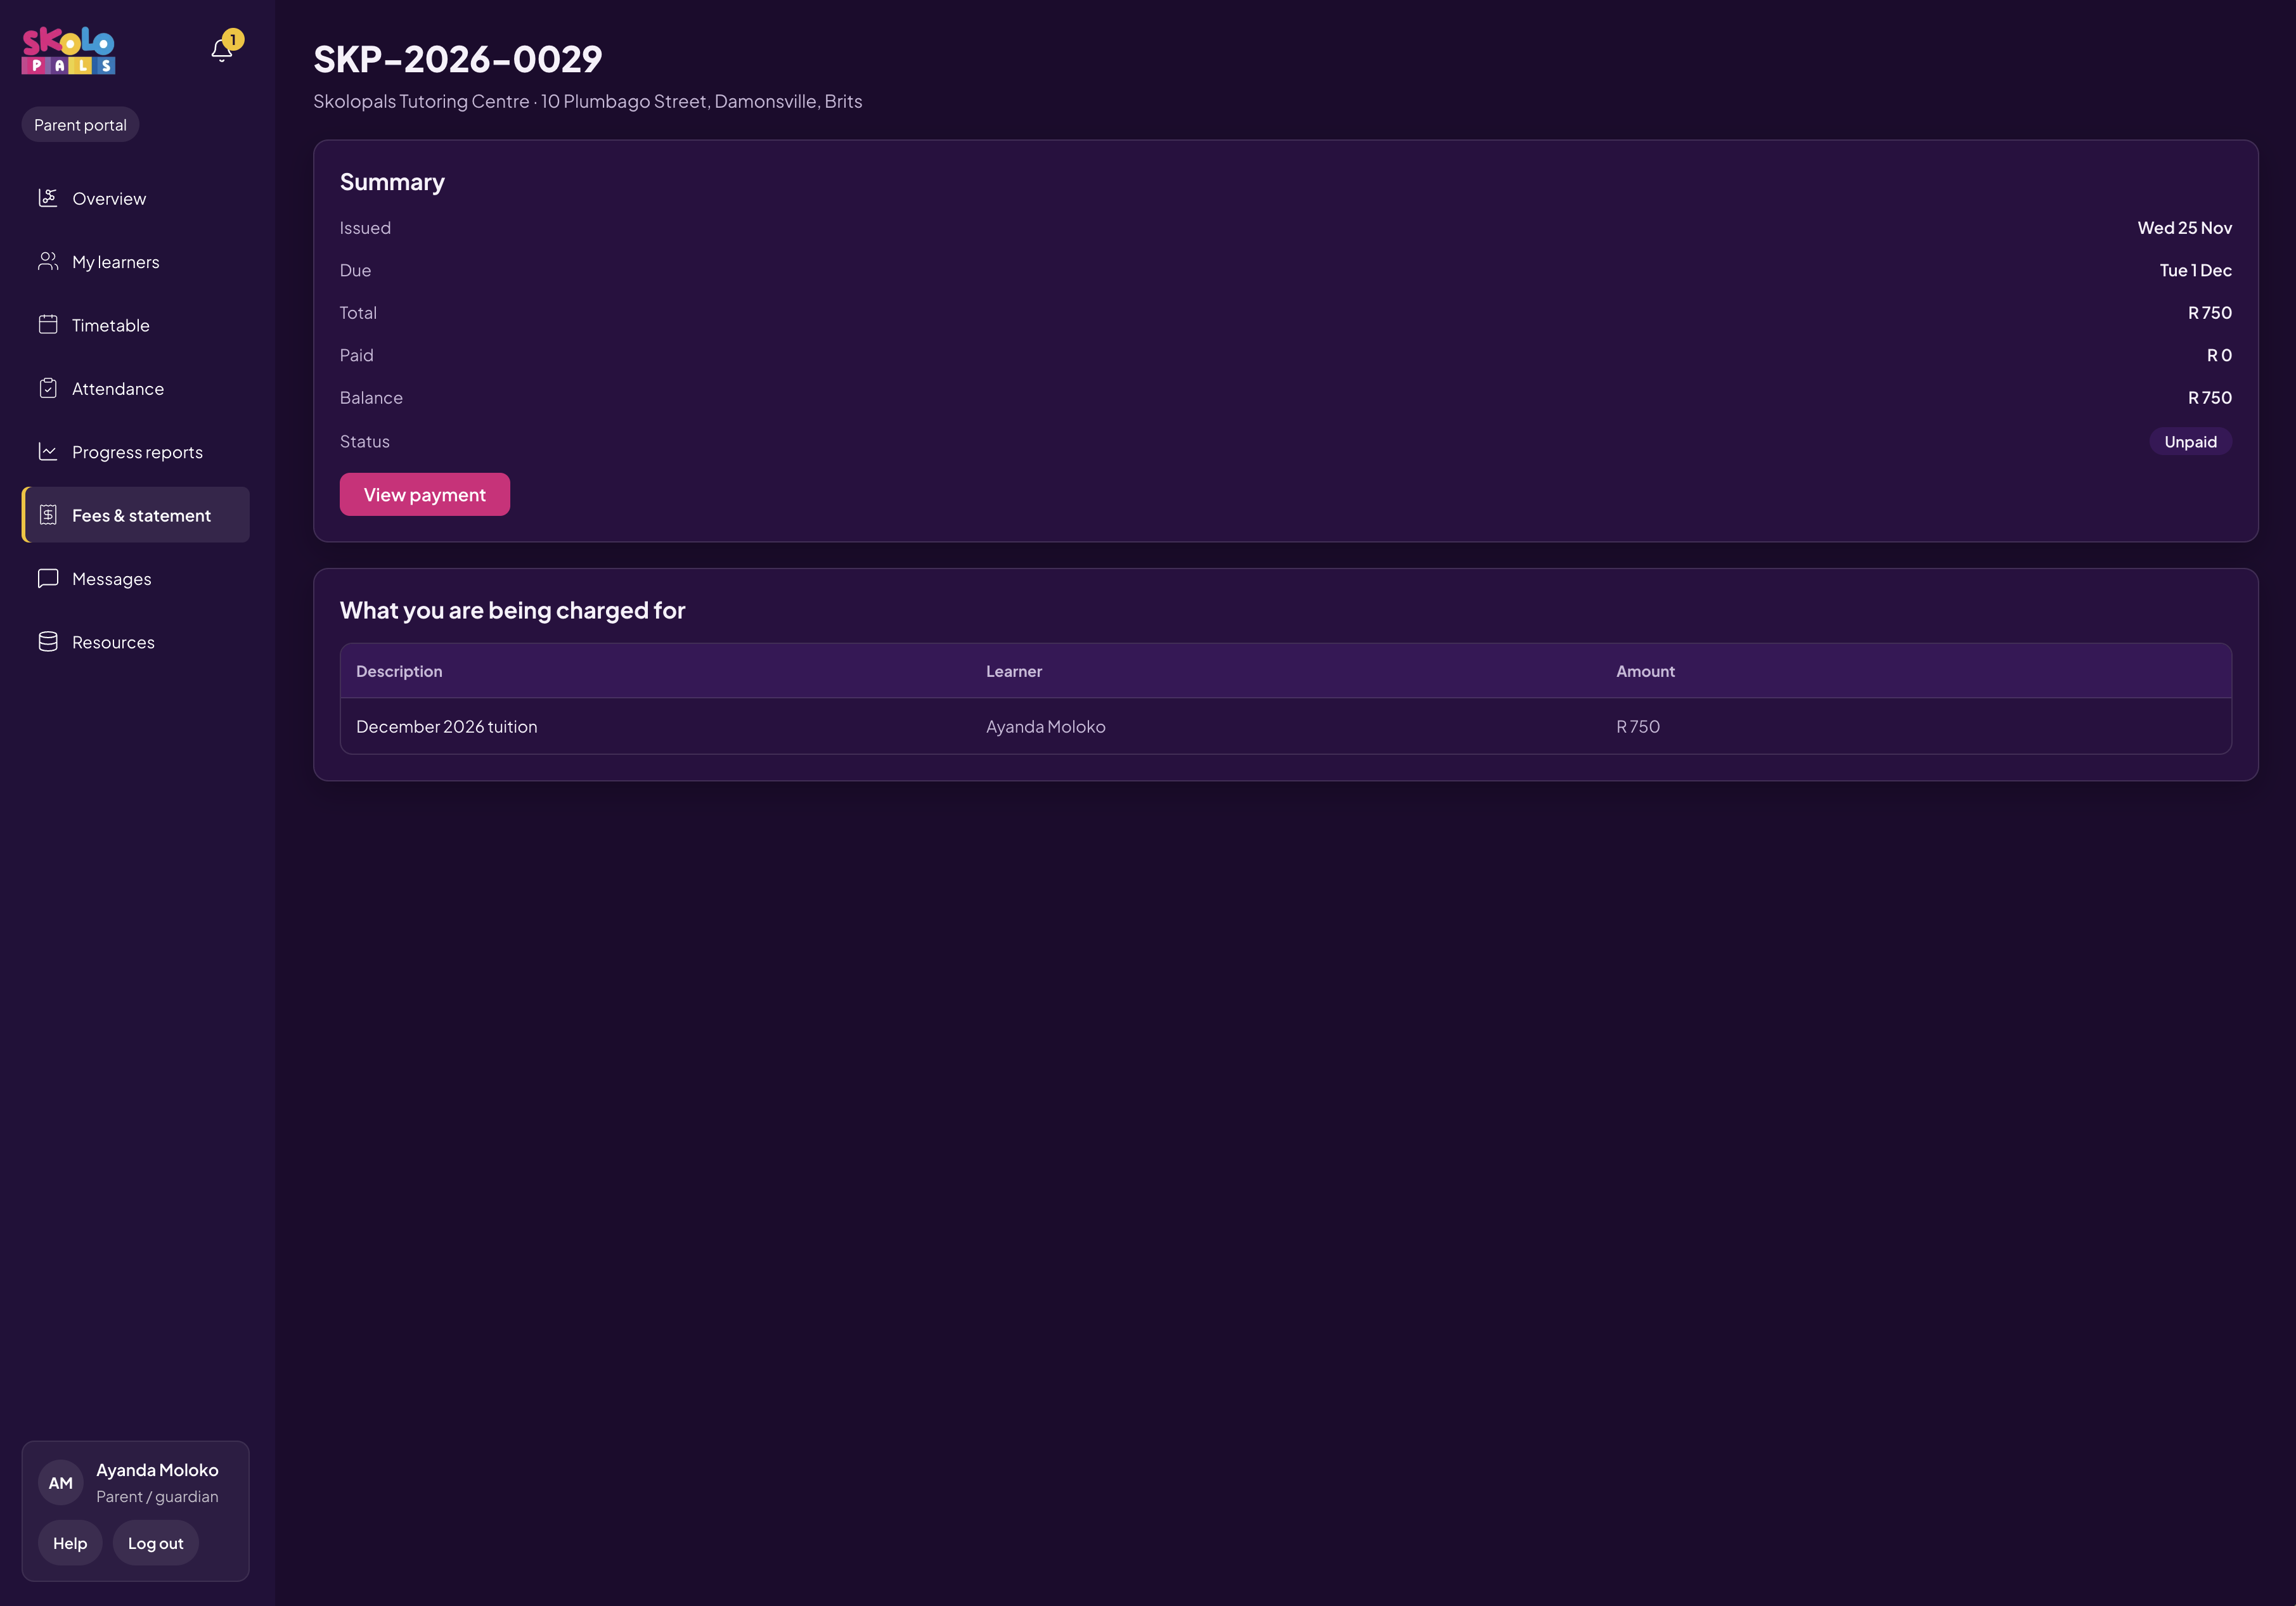 SKOLO
PALS
1
Parent portal
Overview
My learners
Timetable
Attendance
Progress reports
Fees & statement
Messages
Resources
AM
Ayanda Moloko
Parent / guardian
Help
Log out
SKP-2026-0029
Skolopals Tutoring Centre · 10 Plumbago Street, Damonsville, Brits
Summary
Issued Wed 25 Nov
Due Tue 1 Dec
Total R 750
Paid R 0
Balance R 750
Status Unpaid
View payment
What you are being charged for
Description Learner Amount
December 2026 tuition Ayanda Moloko R 750